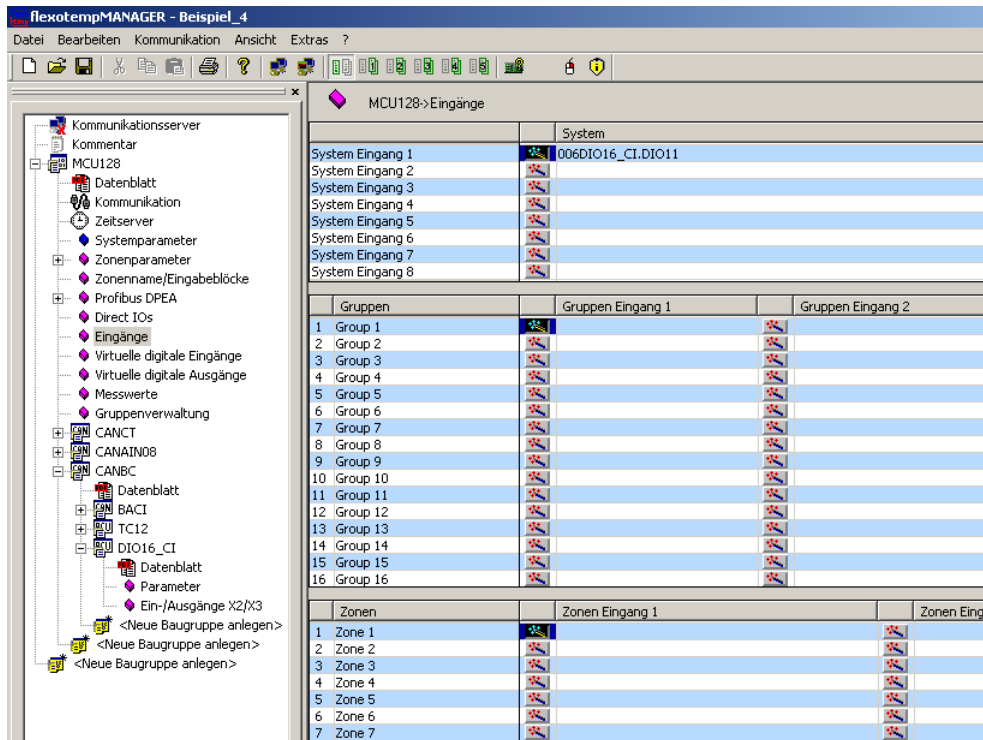 flexotempMANAGER - Beispiel_4
Datei Bearbeiten Kommunikation Ansicht Extras ?
MCU128->Eingänge
Kommunikationsserver
Kommentar
MCU128
Datenblatt
Kommunikation
Zeitserver
Systemparameter
Zonenparameter
Zonenname/Eingabeblöcke
Profibus DPEA
Direct IOs
Eingänge
Virtuelle digitale Eingänge
Virtuelle digitale Ausgänge
Messwerte
Gruppenverwaltung
CANCT
CANAIN08
CANBC
Datenblatt
BACI
TC12
DIO16_CI
Datenblatt
Parameter
Ein-/Ausgänge X2/X3
<Neue Baugruppe anlegen>
<Neue Baugruppe anlegen>
<Neue Baugruppe anlegen>
System
System Eingang 1 006DIO16_CI.DIO11
System Eingang 2
System Eingang 3
System Eingang 4
System Eingang 5
System Eingang 6
System Eingang 7
System Eingang 8
Gruppen Gruppen Eingang 1 Gruppen Eingang 2
1 Group 1
2 Group 2
3 Group 3
4 Group 4
5 Group 5
6 Group 6
7 Group 7
8 Group 8
9 Group 9
10 Group 10
11 Group 11
12 Group 12
13 Group 13
14 Group 14
15 Group 15
16 Group 16
Zonen Zonen Eingang 1 Zonen Eing
1 Zone 1
2 Zone 2
3 Zone 3
4 Zone 4
5 Zone 5
6 Zone 6
7 Zone 7